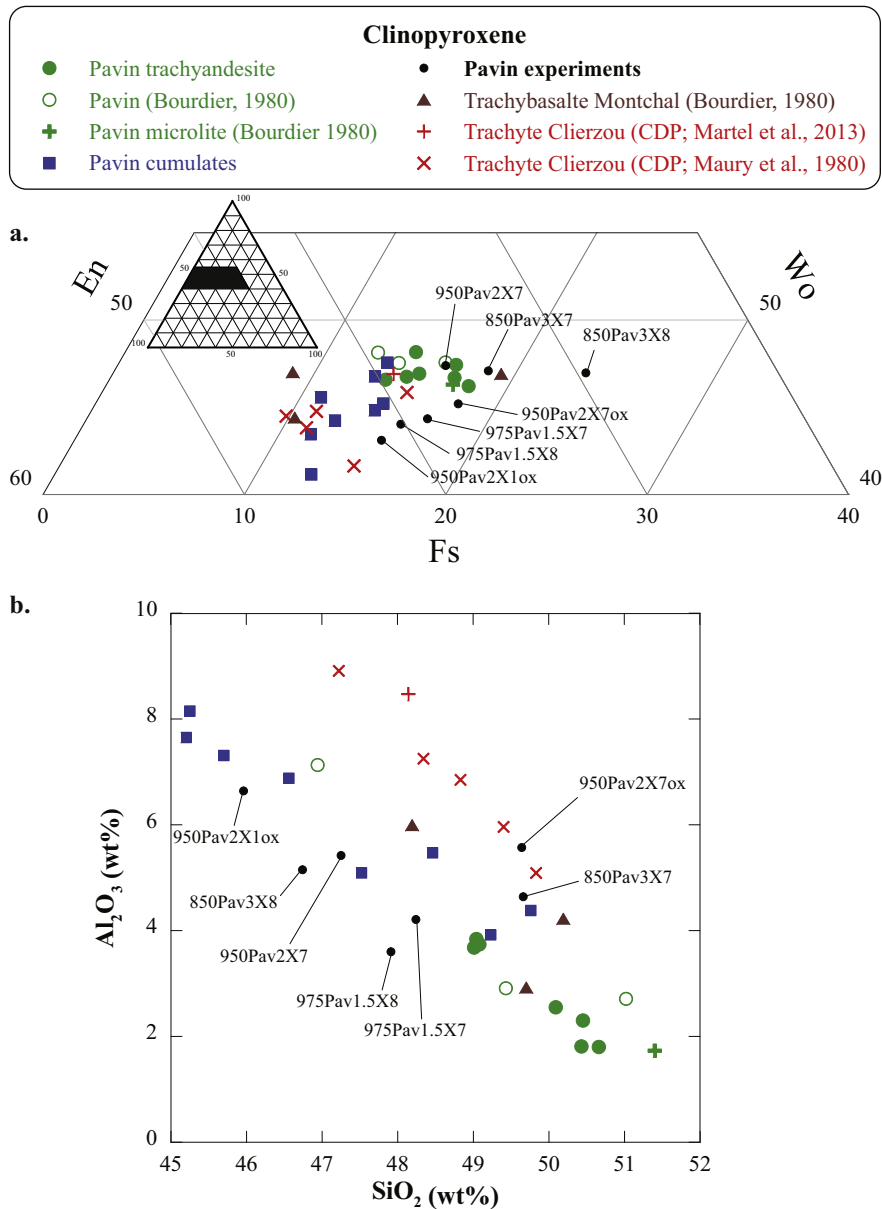 Clinopyroxene
Pavin trachyandesite
Pavin (Bourdier, 1980)
Pavin microlite (Bourdier 1980)
Pavin cumulates
Pavin experiments
Trachybasalte Montchal (Bourdier, 1980)
Trachyte Clierzou (CDP; Martel et al., 2013)
Trachyte Clierzou (CDP; Maury et al., 1980)
a.
100
50
50
100
50
100
En
Wo
50
50
950Pav2X7
850Pav3X7
850Pav3X8
950Pav2X7ox
975Pav1.5X7
975Pav1.5X8
950Pav2X1ox
60
40
0
10
20
30
40
Fs
b.
10
8
6
4
2
0
Al2O3 (wt%)
950Pav2X7ox
950Pav2X1ox
850Pav3X7
850Pav3X8
950Pav2X7
975Pav1.5X8
975Pav1.5X7
45
46
47
48
49
50
51
52
SiO2 (wt%)